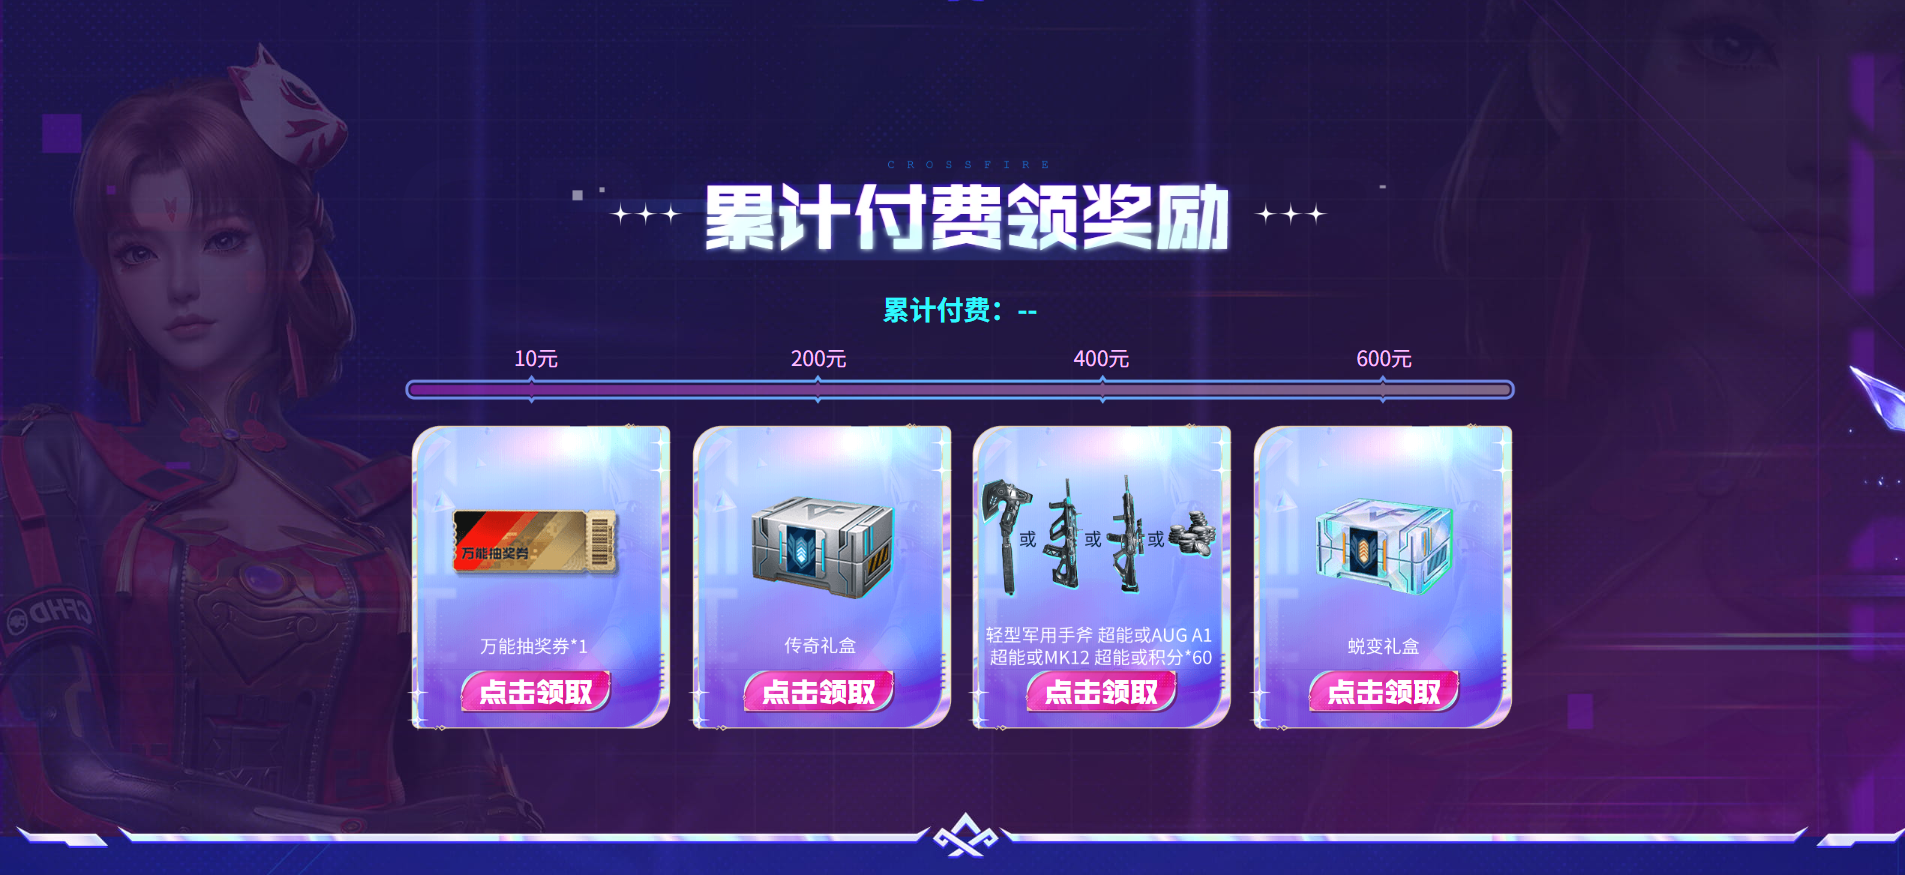 CROSSFIRE
累计付费领奖励
累计付费：--
10元
200元
400元
600元
万能抽奖券
或
或
或
万能抽奖券*1
传奇礼盒
轻型军用手斧 超能或AUG A1
超能或MK12 超能或积分*60
蜕变礼盒
点击领取
点击领取
点击领取
点击领取
CFHD